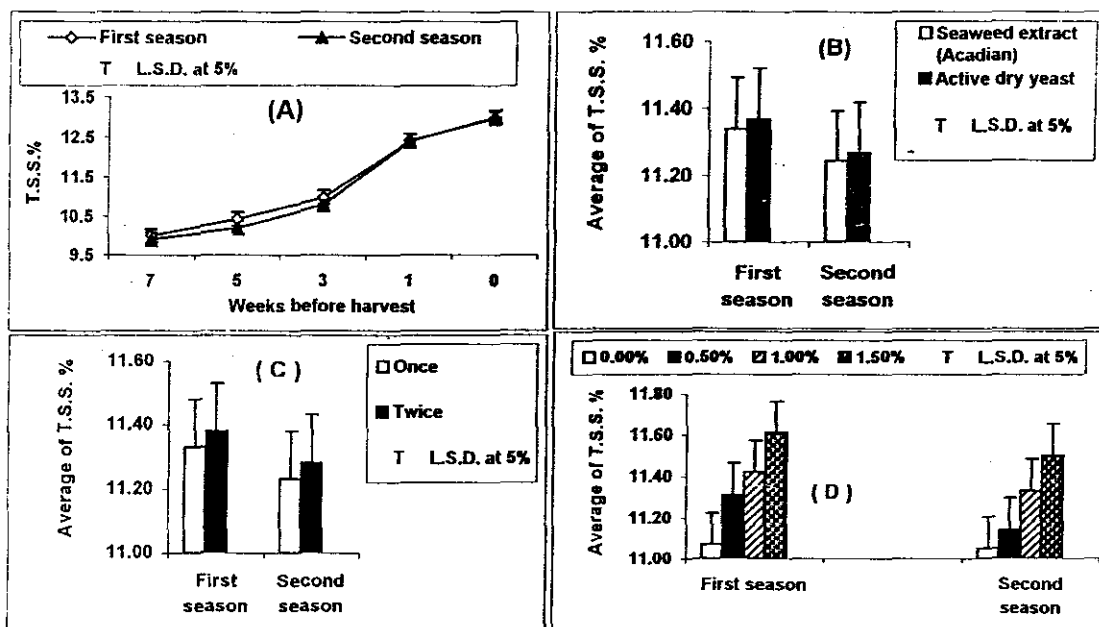 First season
Second season
T L.S.D. at 5%
(A)
13.5
12.5
11.5
10.5
9.5
T.S.S.%
7 5 3 1 0
Weeks before harvest
(B)
Seaweed extract
(Acadian)
Active dry yeast
T L.S.D. at 5%
11.60
11.40
11.20
11.00
Average of T.S.S. %
First
season
Second
season
( C )
Once
Twice
T L.S.D. at 5%
11.60
11.40
11.20
11.00
Average of T.S.S. %
First
season
Second
season
0.00% 0.50% 1.00% 1.50% T L.S.D. at 5%
11.80
11.60
11.40
11.20
11.00
Average of T.S.S. %
( D )
First season
Second
season